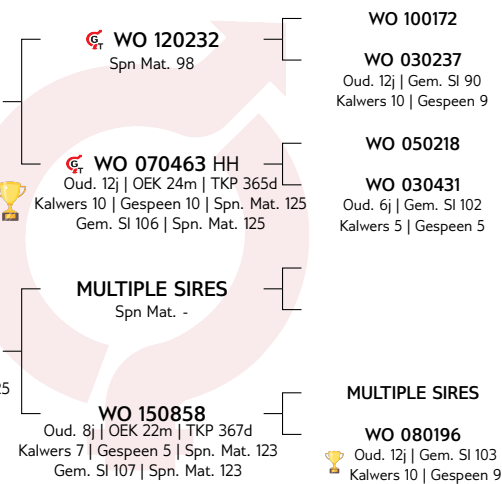 WO 100172
WO 120232
Spn Mat. 98
WO 030237
Oud. 12j | Gem. SI 90
Kalwers 10 | Gespeen 9
WO 050218
WO 070463 HH
Oud. 12j | OEK 24m | TKP 365d
Kalwers 10 | Gespeen 10 | Spn. Mat. 125
Gem. SI 106 | Spn. Mat. 125
WO 030431
Oud. 6j | Gem. SI 102
Kalwers 5 | Gespeen 5
MULTIPLE SIRES
Spn Mat. -
25
MULTIPLE SIRES
WO 150858
Oud. 8j | OEK 22m | TKP 367d
Kalwers 7 | Gespeen 5 | Spn. Mat. 123
Gem. SI 107 | Spn. Mat. 123
WO 080196
Oud. 12j | Gem. SI 103
Kalwers 10 | Gespeen 9